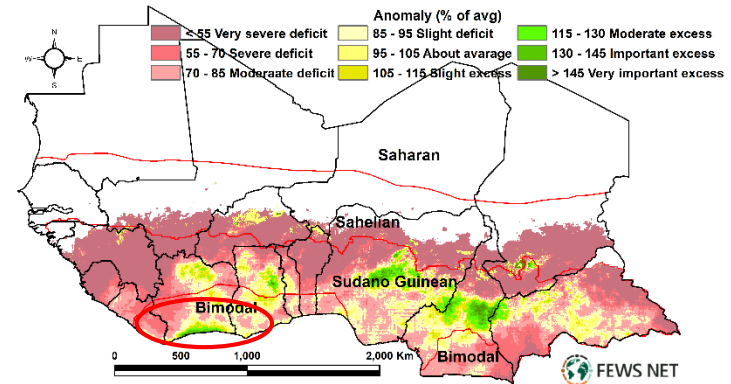 Anomaly (% of avg)
< 55 Very severe deficit
55 - 70 Severe deficit
70 - 85 Moderaate deficit
85 - 95 Slight deficit
95 - 105 About avarage
105 - 115 Slight excess
115 - 130 Moderate excess
130 - 145 Important excess
> 145 Very important excess
N
W E
S
Saharan
Sahelian
Sudano Guinean
Bimodal
Bimodal
0 500 1,000 2,000 Km
FEWS NET